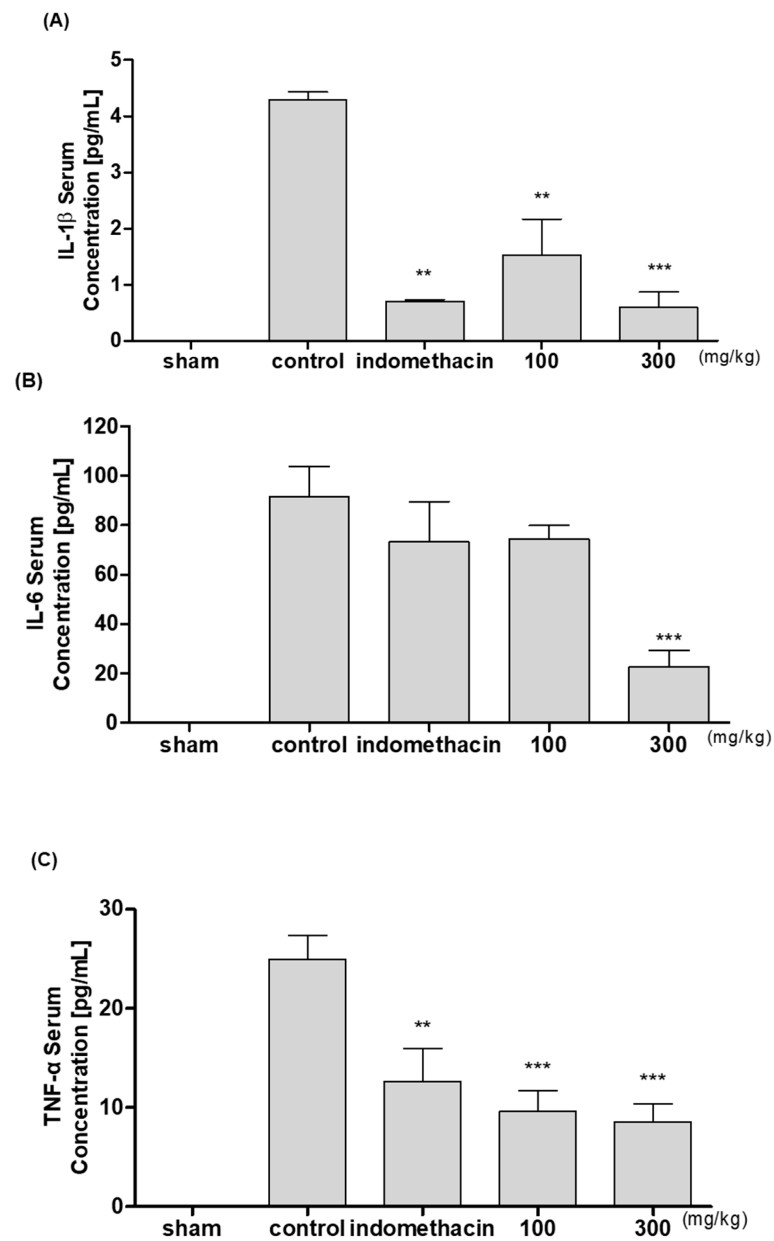 (A)
IL-1β Serum
Concentration [pg/mL]
5
4
3
2
1
0
**
**
***
sham control indomethacin 100 300 (mg/kg)
(B)
IL-6 Serum
Concentration [pg/mL]
120
100
80
60
40
20
0
***
sham control indomethacin 100 300 (mg/kg)
(C)
TNF-α Serum
Concentration [pg/mL]
30
20
10
0
**
***
***
sham control indomethacin 100 300 (mg/kg)